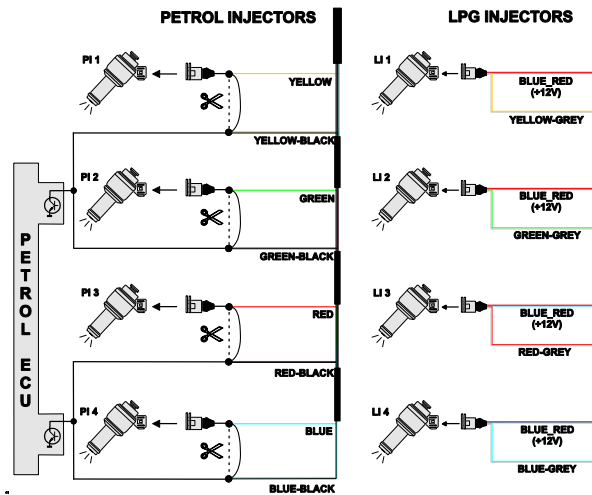 PETROL INJECTORS
LPG INJECTORS
PI 1
YELLOW
YELLOW-BLACK
LI 1
BLUE_RED
(+12V)
YELLOW-GREY
PI 2
GREEN
GREEN-BLACK
LI 2
BLUE_RED
(+12V)
GREEN-GREY
PETROL ECU
PI 3
RED
RED-BLACK
LI 3
BLUE_RED
(+12V)
RED-GREY
PI 4
BLUE
BLUE-BLACK
LI 4
BLUE_RED
(+12V)
BLUE-GREY